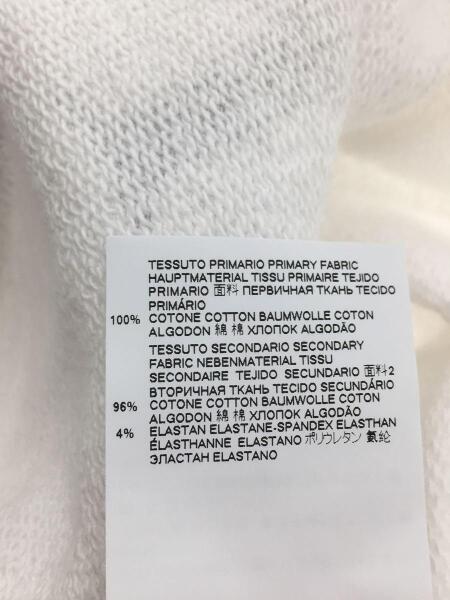 TESSUTO PRIMARIO PRIMARY FABRIC
HAUPTMATERIAL TISSU PRIMAIRE TEJIDO
PRIMARIO 面料 ПЕРВИЧНАЯ ТКАНЬ TECIDO
PRIMÁRIO
100% COTONE COTTON BAUMWOLLE COTON
ALGODON 綿 棉 ХЛОПОК ALGODÃO
TESSUTO SECONDARIO SECONDARY
FABRIC NEBENMATERIAL TISSU
SECONDAIRE TEJIDO SECUNDARIO 面料2
ВТОРИЧНАЯ ТКАНЬ TECIDO SECUNDÁRIO
96% COTONE COTTON BAUMWOLLE COTON
ALGODON 綿 棉 ХЛОПОК ALGODÃO
4% ELASTAN ELASTANE-SPANDEX ELASTHAN
ÉLASTHANNE ELASTANO ポリウレタン 氨纶
ЭЛАСТАН ELASTANO